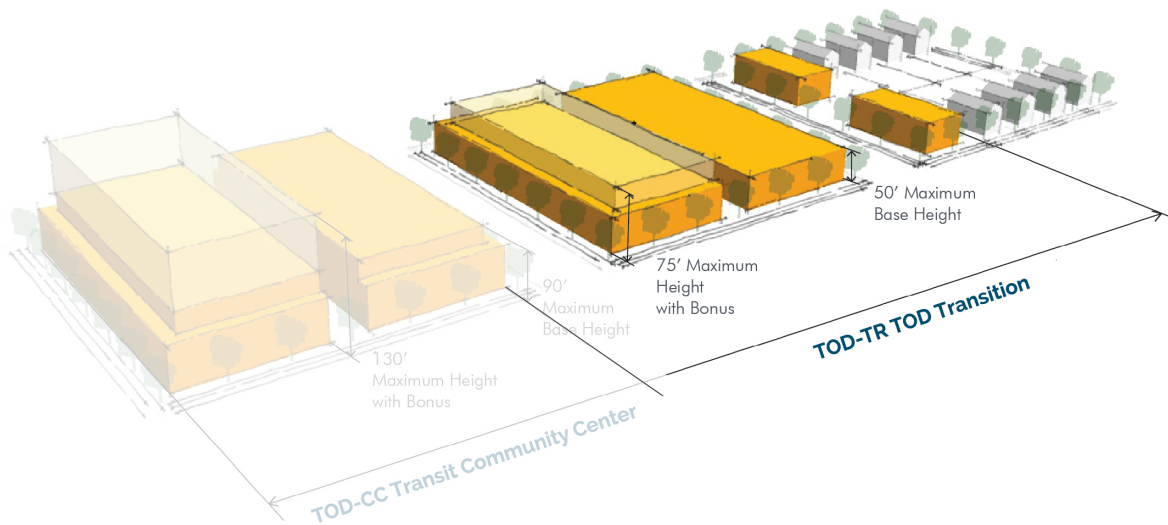 50’ Maximum
Base Height
75’ Maximum
Height
with Bonus
90’
Maximum
Base Height
TOD-TR TOD Transition
130’
Maximum Height
with Bonus
TOD-CC Transit Community Center